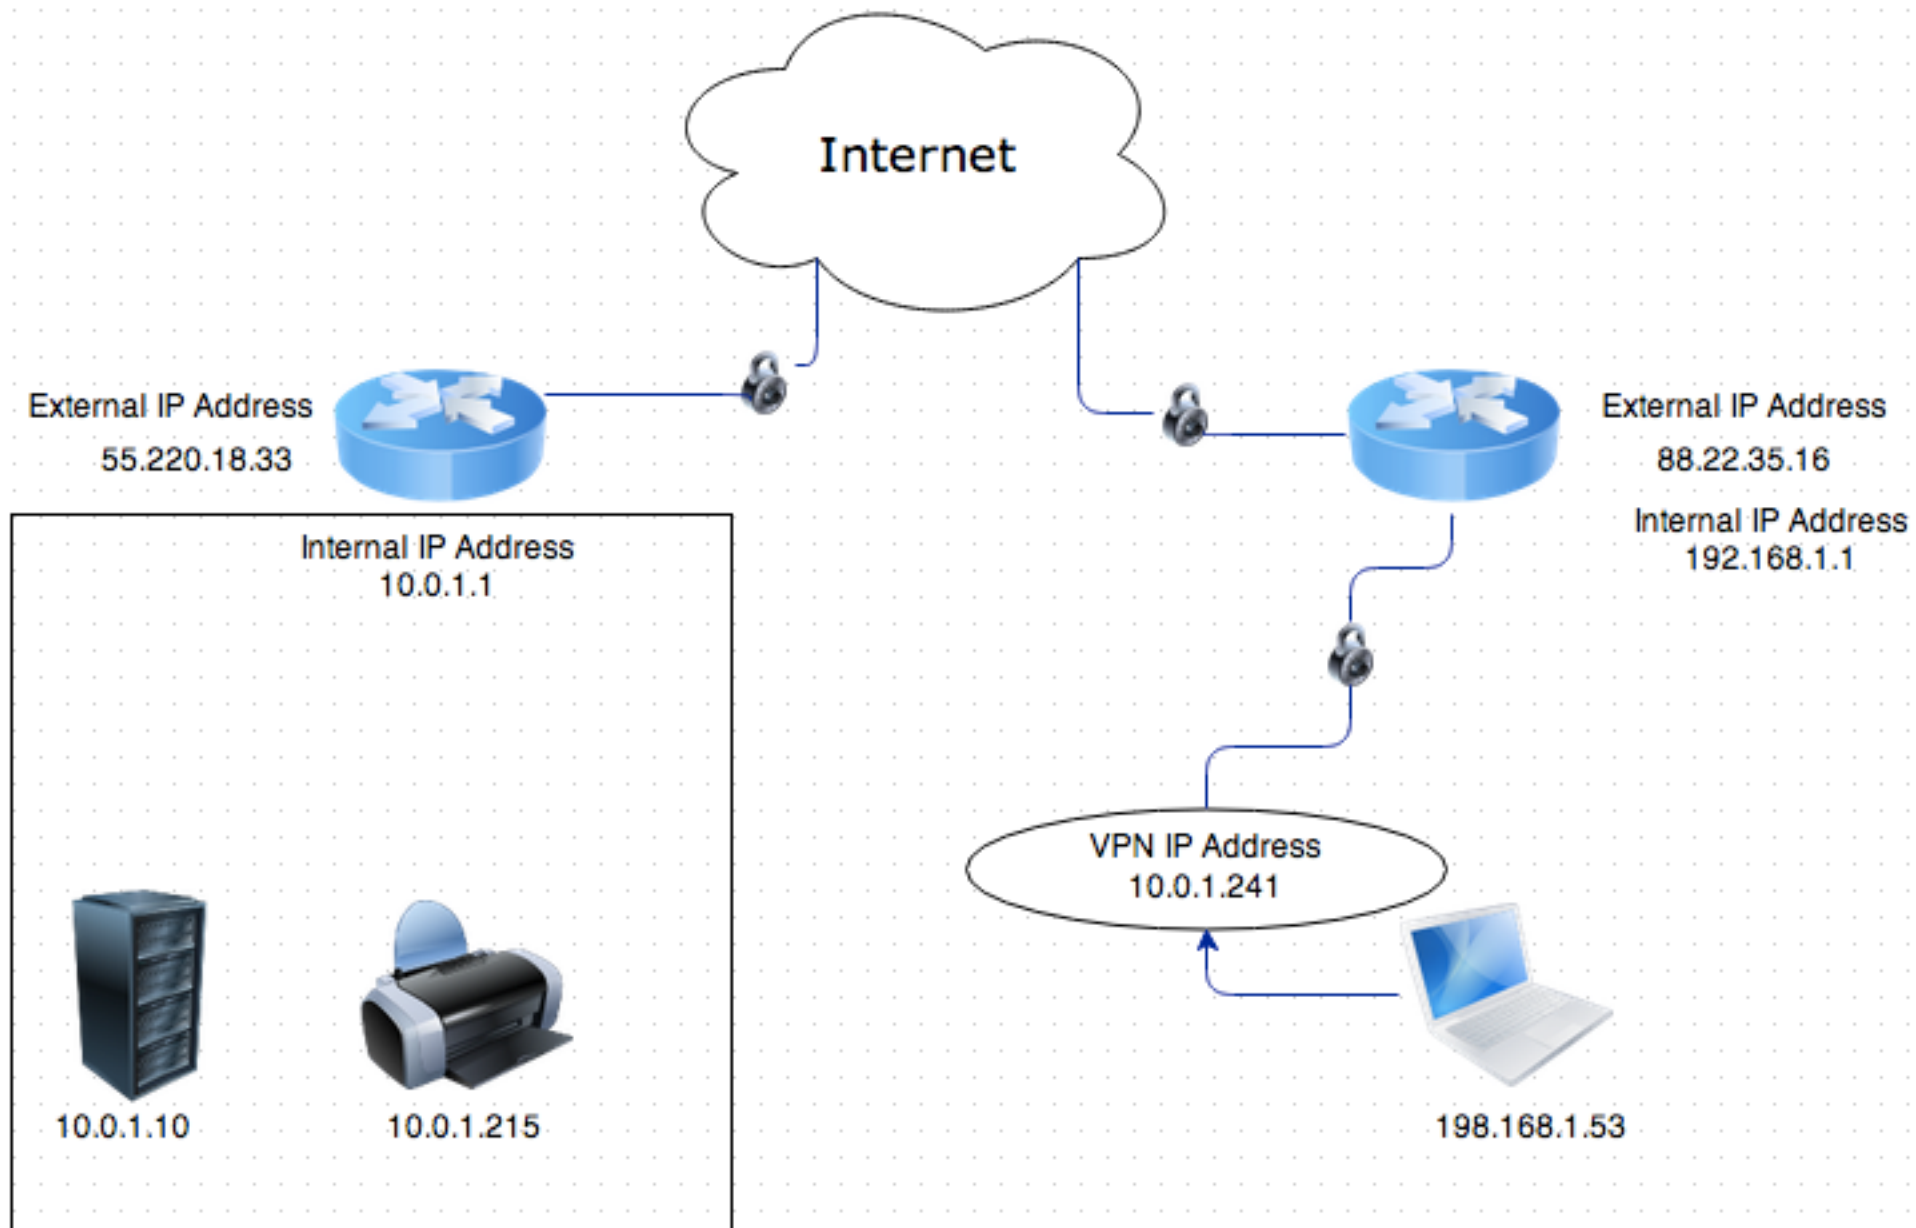 Internet
External IP Address
55.220.18.33
External IP Address
88.22.35.16
Internal IP Address
192.168.1.1
Internal IP Address
10.0.1.1
VPN IP Address
10.0.1.241
10.0.1.10
10.0.1.215
198.168.1.53